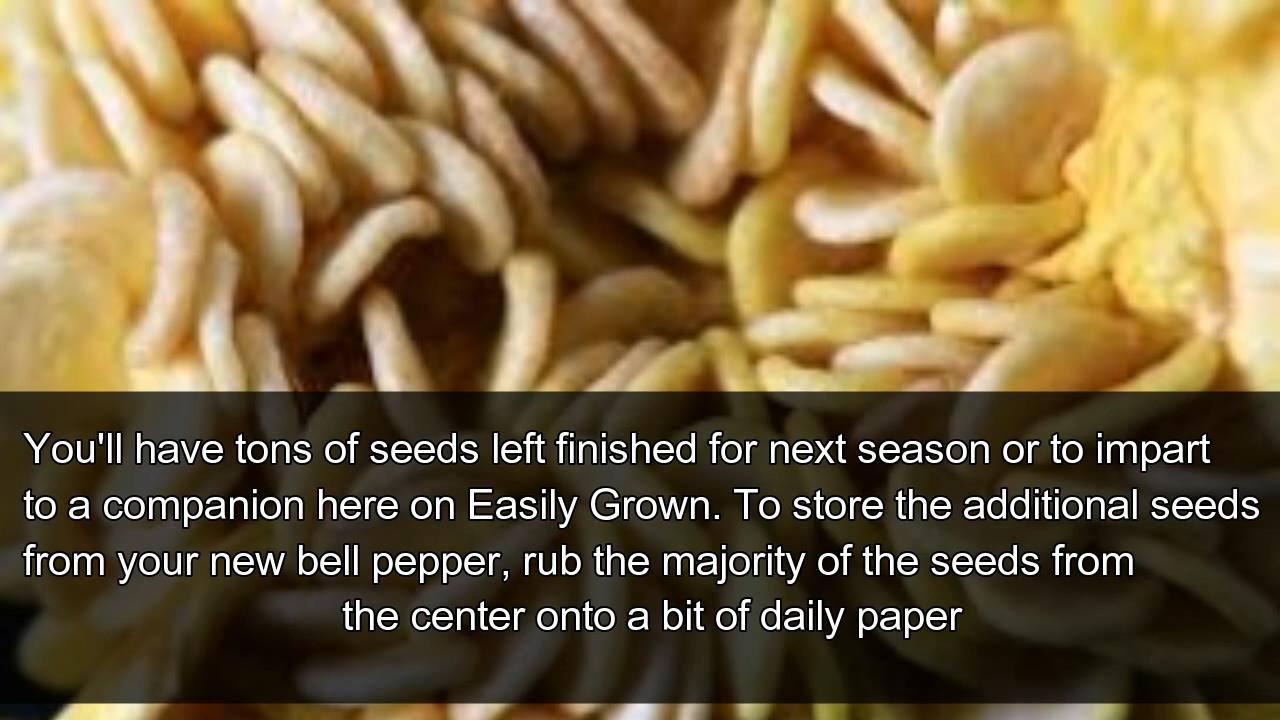 You'll have tons of seeds left finished for next season or to impart
to a companion here on Easily Grown. To store the additional seeds
from your new bell pepper, rub the majority of the seeds from
the center onto a bit of daily paper